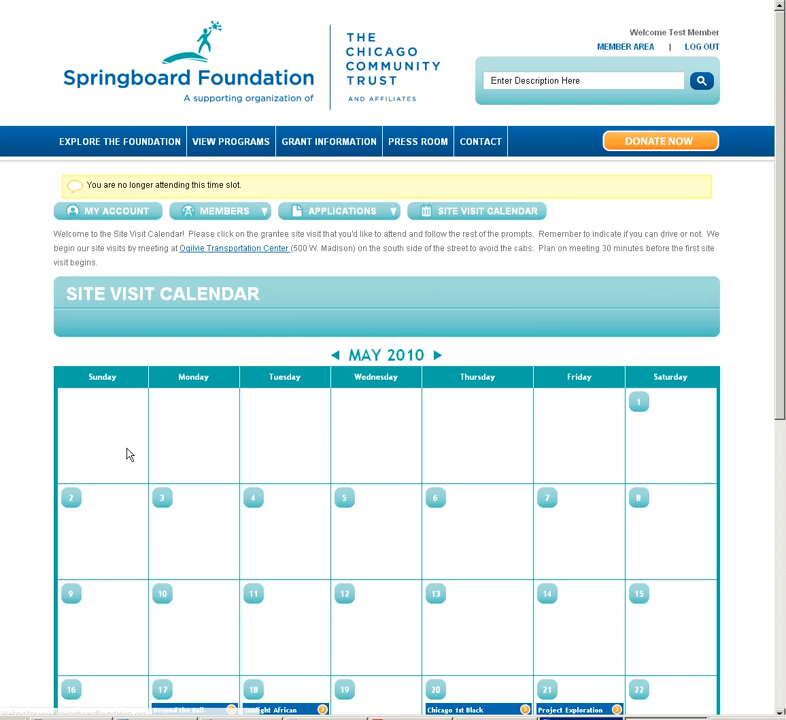 Springboard Foundation
A supporting organization of
THE
CHICAGO
COMMUNITY
TRUST
AND AFFILIATES
Welcome Test Member
MEMBER AREA | LOG OUT
Enter Description Here
EXPLORE THE FOUNDATION VIEW PROGRAMS GRANT INFORMATION PRESS ROOM CONTACT DONATE NOW
You are no longer attending this time slot.
MY ACCOUNT MEMBERS APPLICATIONS SITE VISIT CALENDAR
Welcome to the Site Visit Calendar! Please click on the grantee site visit that you'd like to attend and follow the rest of the prompts. Remember to indicate if you can drive or not. We
begin our site visits by meeting at Ogilvie Transportation Center (500 W. Madison) on the south side of the street to avoid the cabs. Plan on meeting 30 minutes before the first site
visit begins.
SITE VISIT CALENDAR
MAY 2010
Sunday Monday Tuesday Wednesday Thursday Friday Saturday
1
2 3 4 5 6 7 8
9 10 11 12 13 14 15
16 17 18 19 20 21 22
Beyond the Ball Sunlight African Chicago 1st Black Project Exploration